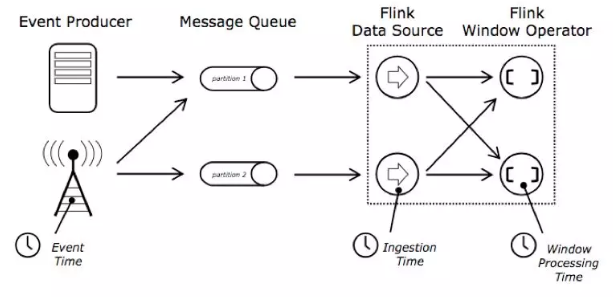 Event Producer
Message Queue
Flink
Data Source
Flink
Window Operator
partition 1
partition 2
Event
Time
Ingestion
Time
Window
Processing
Time